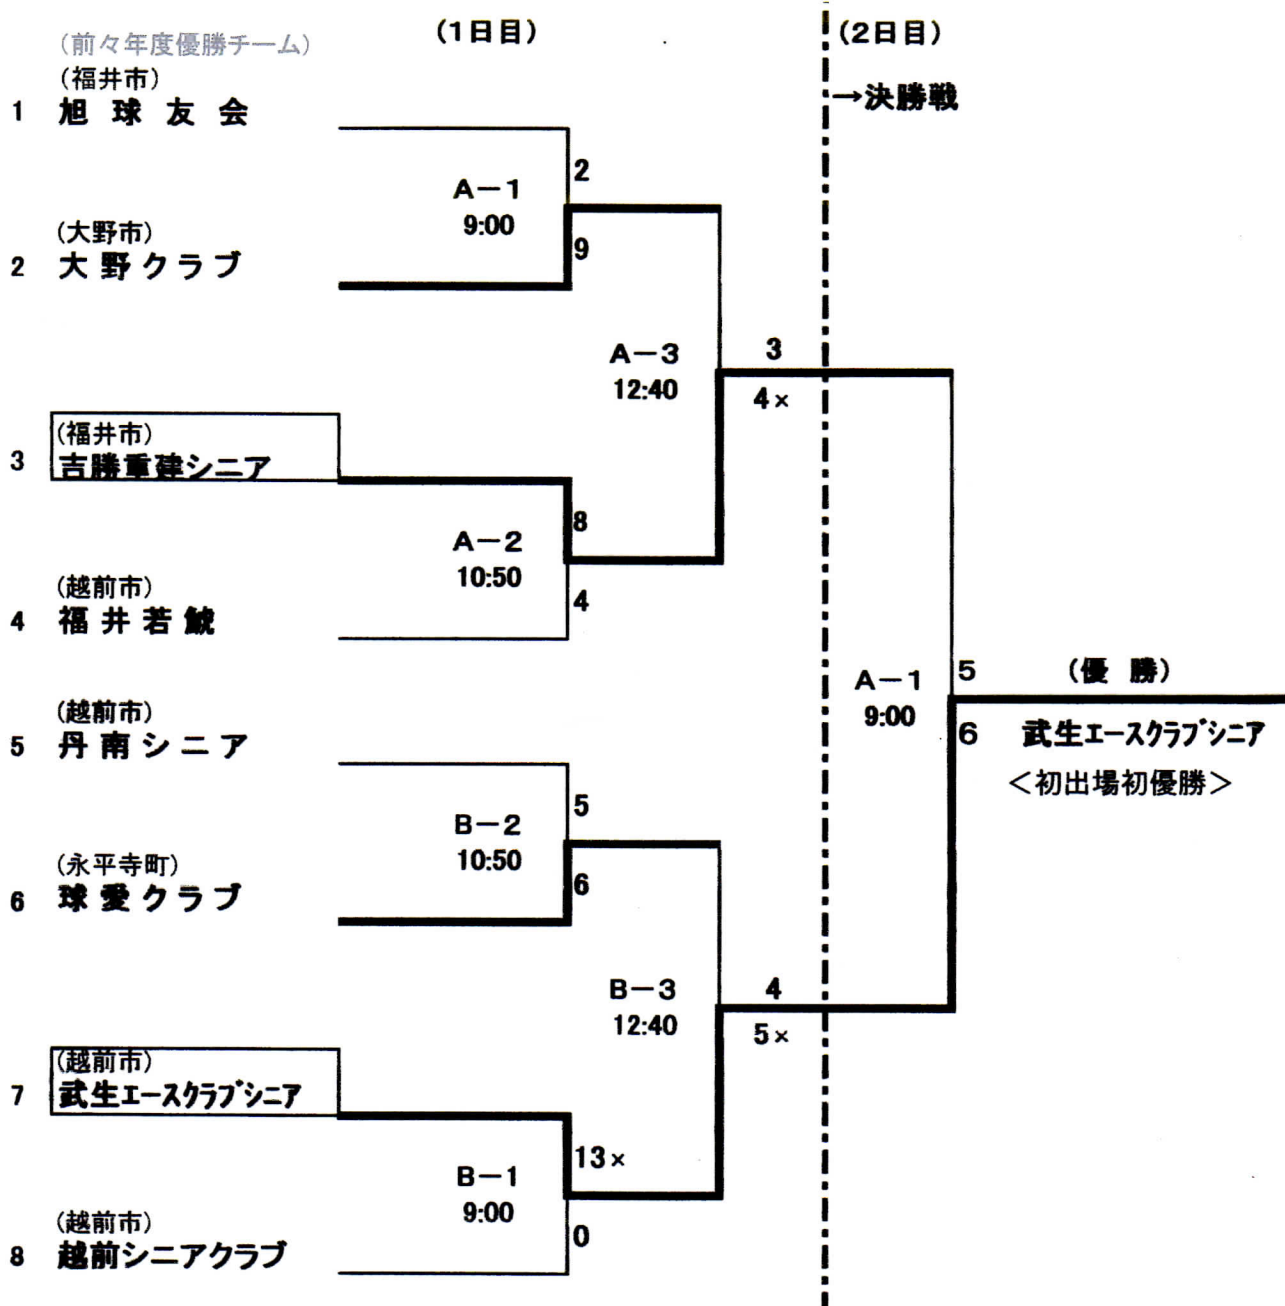 (1日目)
(2日目)
→決勝戦
(前々年度優勝チーム)
(福井市)
1 旭球友会
A-1
9:00
2
9
(大野市)
2 大野クラブ
A-3
12:40
3
4×
(福井市)
3 吉勝重建シニア
A-2
10:50
8
4
(越前市)
4 福井若鯱
A-1
9:00
5
6
(優勝)
武生エースクラブシニア
<初出場初優勝>
(越前市)
5 丹南シニア
B-2
10:50
5
6
(永平寺町)
6 球愛クラブ
B-3
12:40
4
5×
(越前市)
7 武生エースクラブシニア
B-1
9:00
13×
0
(越前市)
8 越前シニアクラブ